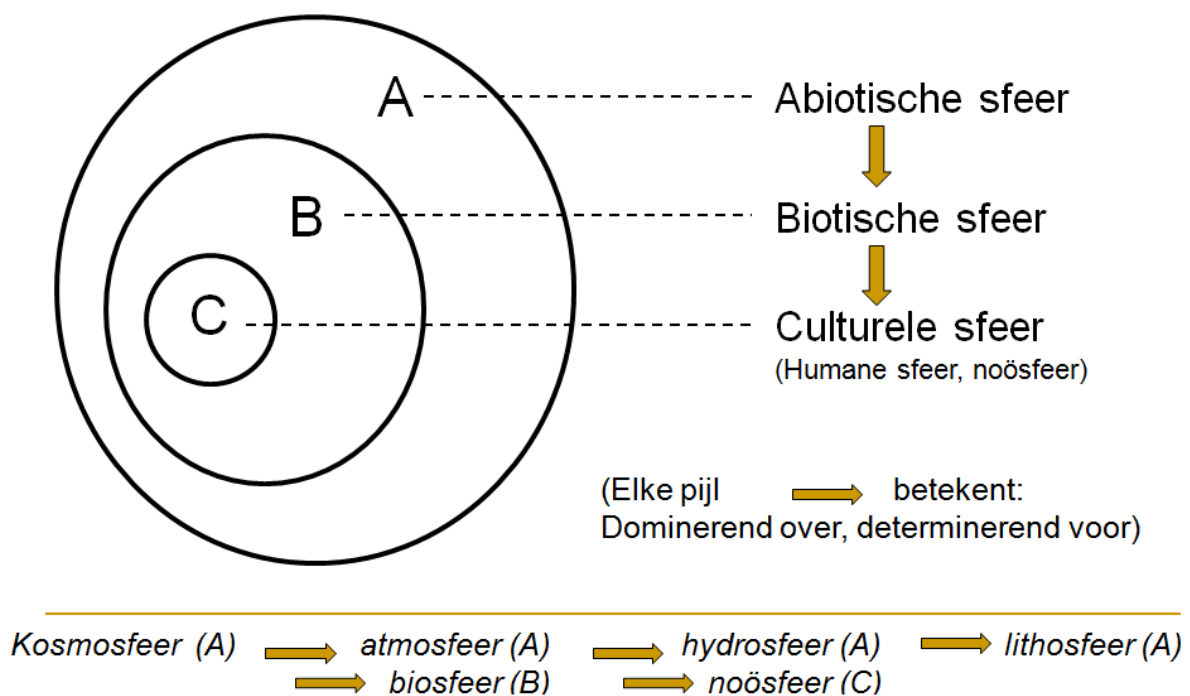 A
Abiotische sfeer
B
Biotische sfeer
C
Culturele sfeer
(Humane sfeer, noösfeer)
(Elke pijl betekent:
Dominerend over, determinerend voor)
Kosmosfeer (A) atmosfeer (A) hydrosfeer (A) lithosfeer (A)
biosfeer (B) noösfeer (C)